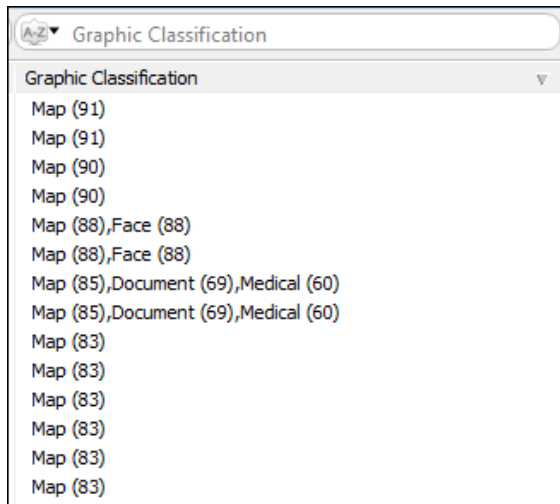 A-Z Graphic Classification
Graphic Classification
Map (91)
Map (91)
Map (90)
Map (90)
Map (88),Face (88)
Map (88),Face (88)
Map (85),Document (69),Medical (60)
Map (85),Document (69),Medical (60)
Map (83)
Map (83)
Map (83)
Map (83)
Map (83)
Map (83)